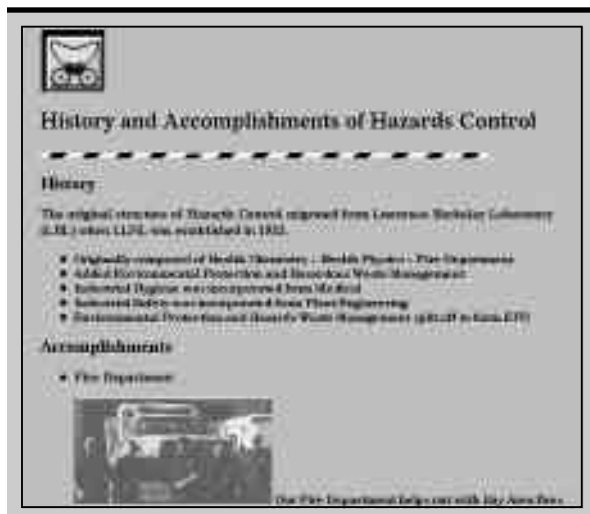 History and Accomplishments of Hazards Control
History
The original structure of Hazards Control migrated from Lawrence Berkeley Laboratory
(LBL) when LLNL was established in 1952.
Originally composed of Health Chemistry - Health Physics - Fire Department
Added Environmental Protection and Hazardous Waste Management
Industrial Hygiene was incorporated from Medical
Industrial Safety was incorporated from Plant Engineering
Environmental Protection and Hazards Waste Management split off to form
Accomplishments
Fire Department
Our Fire Department helps out with Bay Area fires